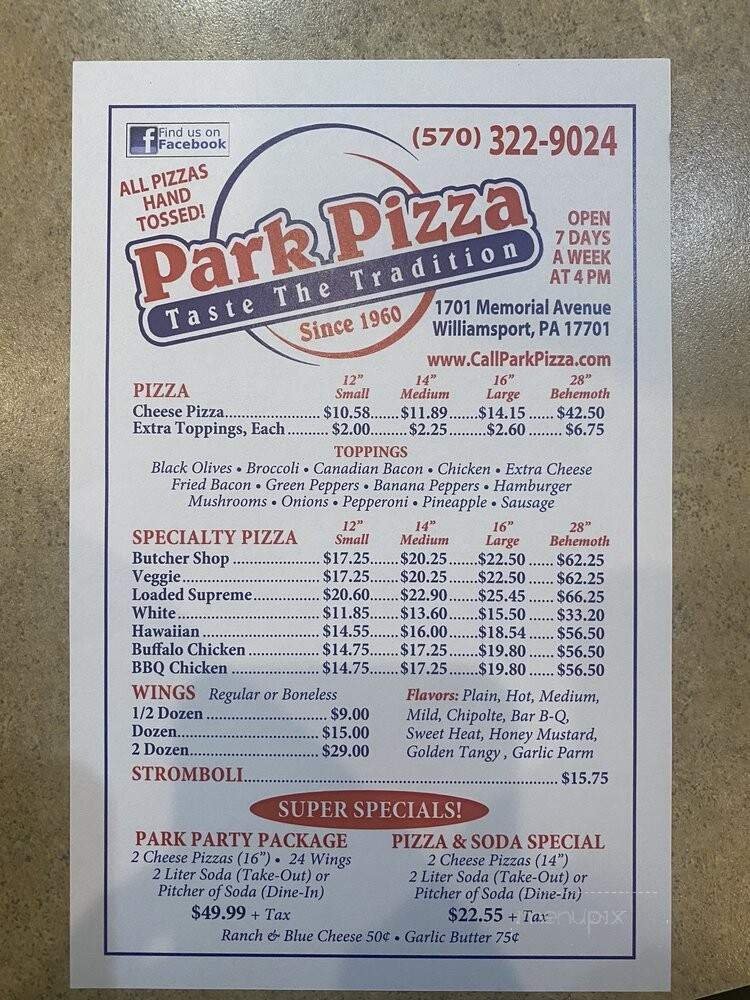 Find us on
Facebook
(570) 322-9024
ALL PIZZAS
HAND
TOSSED!
Park Pizza
Taste The Tradition
Since 1960
OPEN
7 DAYS
A WEEK
AT 4 PM
1701 Memorial Avenue
Williamsport, PA 17701
www.CallParkPizza.com
12" 14" 16" 28"
PIZZA Small Medium Large Behemoth
Cheese Pizza..................... $10.58......$11.89.......$14.15...... $42.50
Extra Toppings, Each.......... $2.00.........$2.25.........$2.60 ........ $6.75
TOPPINGS
Black Olives • Broccoli • Canadian Bacon • Chicken • Extra Cheese
Fried Bacon • Green Peppers • Banana Peppers • Hamburger
Mushrooms • Onions • Pepperoni • Pineapple • Sausage
12" 14" 16" 28"
SPECIALTY PIZZA Small Medium Large Behemoth
Butcher Shop .................... $17.25......$20.25.......$22.50 ...... $62.25
Veggie............................... $17.25......$20.25.......$22.50 ...... $62.25
Loaded Supreme................ $20.60......$22.90.......$25.45 ...... $66.25
White................................ $11.85......$13.60.......$15.50 ...... $33.20
Hawaiian .......................... $14.55......$16.00.......$18.54 ...... $56.50
Buffalo Chicken ................. $14.75......$17.25.......$19.80 ...... $56.50
BBQ Chicken .................... $14.75......$17.25.......$19.80 ...... $56.50
WINGS Regular or Boneless
1/2 Dozen ........................... $9.00
Dozen................................. $15.00
2 Dozen.............................. $29.00
Flavors: Plain, Hot, Medium,
Mild, Chipolte, Bar B-Q,
Sweet Heat, Honey Mustard,
Golden Tangy , Garlic Parm
STROMBOLI.................................................................. $15.75
SUPER SPECIALS!
PARK PARTY PACKAGE
2 Cheese Pizzas (16") • 24 Wings
2 Liter Soda (Take-Out) or
Pitcher of Soda (Dine-In)
$49.99 + Tax
PIZZA & SODA SPECIAL
2 Cheese Pizzas (14")
2 Liter Soda (Take-Out) or
Pitcher of Soda (Dine-In)
$22.55 + Tax
Ranch & Blue Cheese 50¢ • Garlic Butter 75¢
menupix